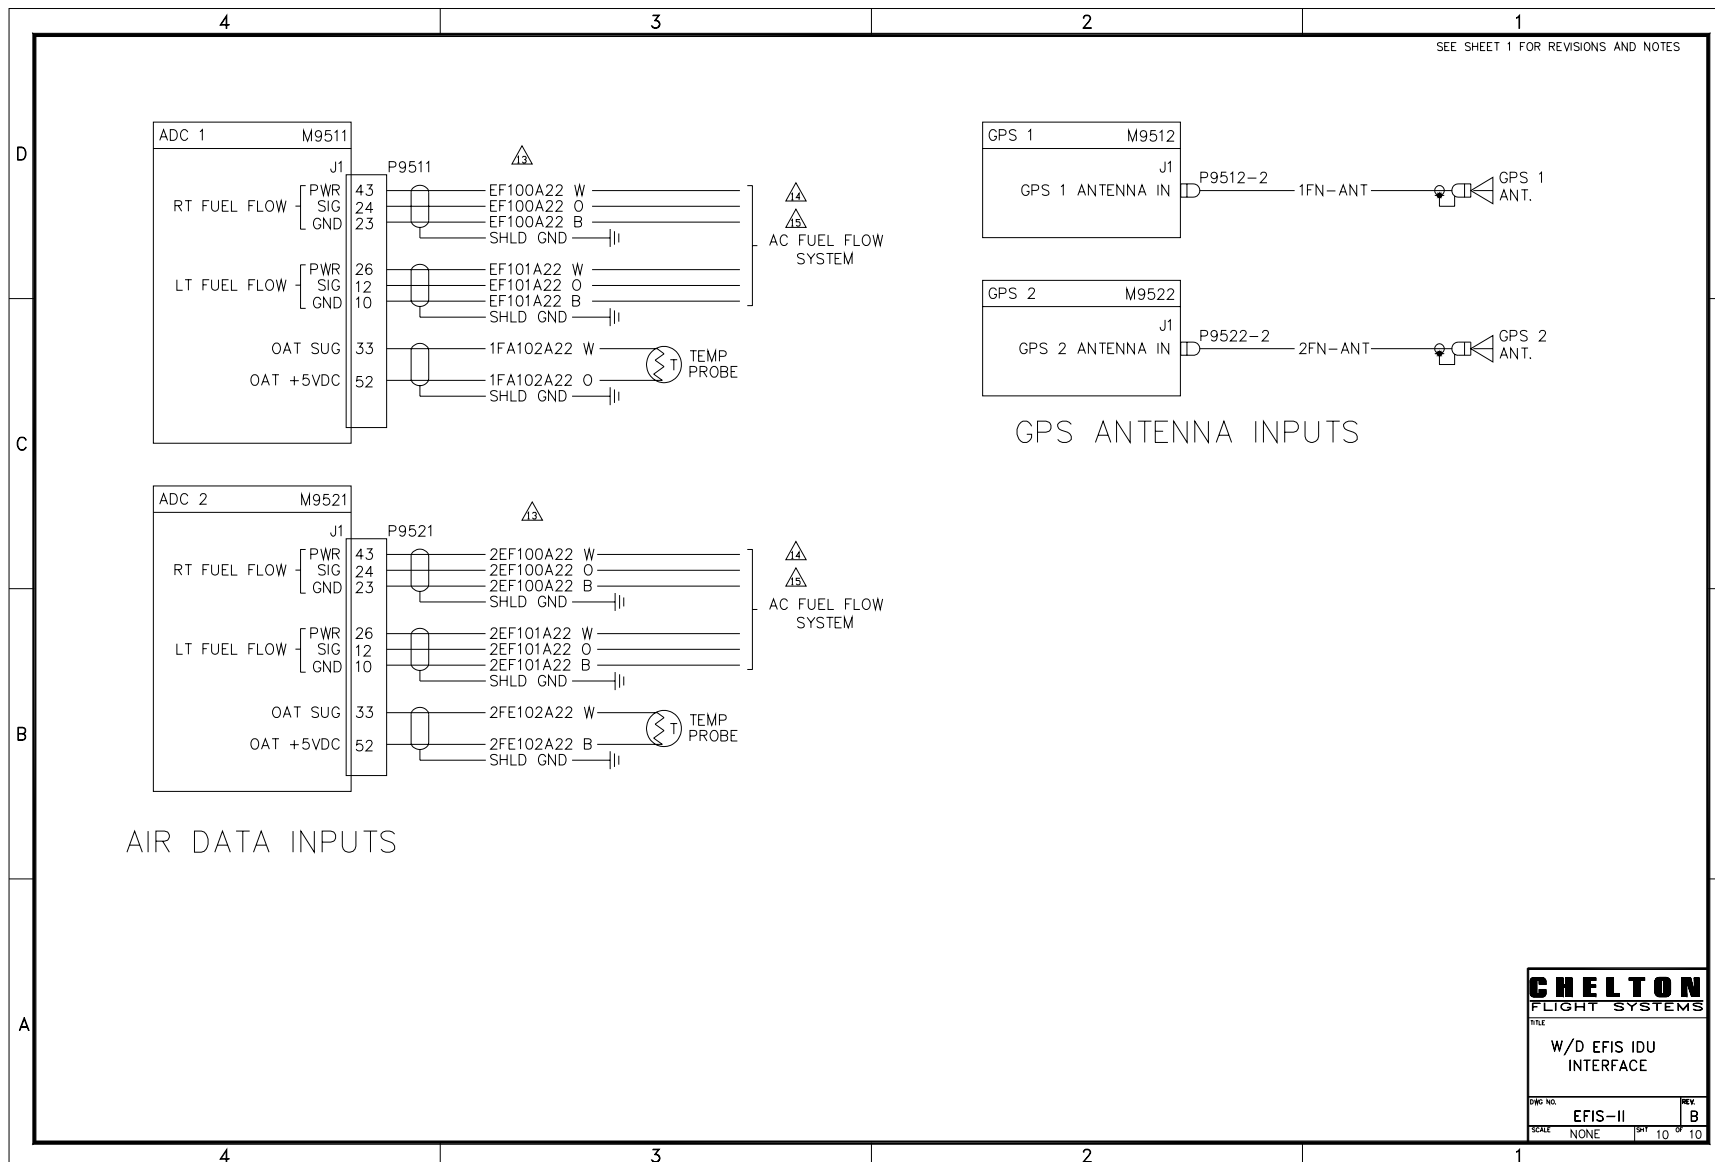 4 3 2 1
SEE SHEET 1 FOR REVISIONS AND NOTES
D
C
B
A
ADC 1 M9511
J1 P9511
13
RT FUEL FLOW
PWR 43 EF100A22 W
SIG 24 EF100A22 O
GND 23 EF100A22 B
SHLD GND
14
15
AC FUEL FLOW
SYSTEM
LT FUEL FLOW
PWR 26 EF101A22 W
SIG 12 EF101A22 O
GND 10 EF101A22 B
SHLD GND
OAT SUG 33 1FA102A22 W
OAT +5VDC 52 1FA102A22 O
SHLD GND
T
TEMP
PROBE
ADC 2 M9521
J1 P9521
13
RT FUEL FLOW
PWR 43 2EF100A22 W
SIG 24 2EF100A22 O
GND 23 2EF100A22 B
SHLD GND
14
15
AC FUEL FLOW
SYSTEM
LT FUEL FLOW
PWR 26 2EF101A22 W
SIG 12 2EF101A22 O
GND 10 2EF101A22 B
SHLD GND
OAT SUG 33 2FE102A22 W
OAT +5VDC 52 2FE102A22 B
SHLD GND
T
TEMP
PROBE
AIR DATA INPUTS
GPS 1 M9512
J1
GPS 1 ANTENNA IN P9512-2 1FN-ANT
GPS 1
ANT.
GPS 2 M9522
J1
GPS 2 ANTENNA IN P9522-2 2FN-ANT
GPS 2
ANT.
GPS ANTENNA INPUTS
CHELTON
FLIGHT SYSTEMS
TITLE
W/D EFIS IDU
INTERFACE
DWG NO. EFIS-II REV. B
SCALE NONE SHT 10 OF 10
4 3 2 1